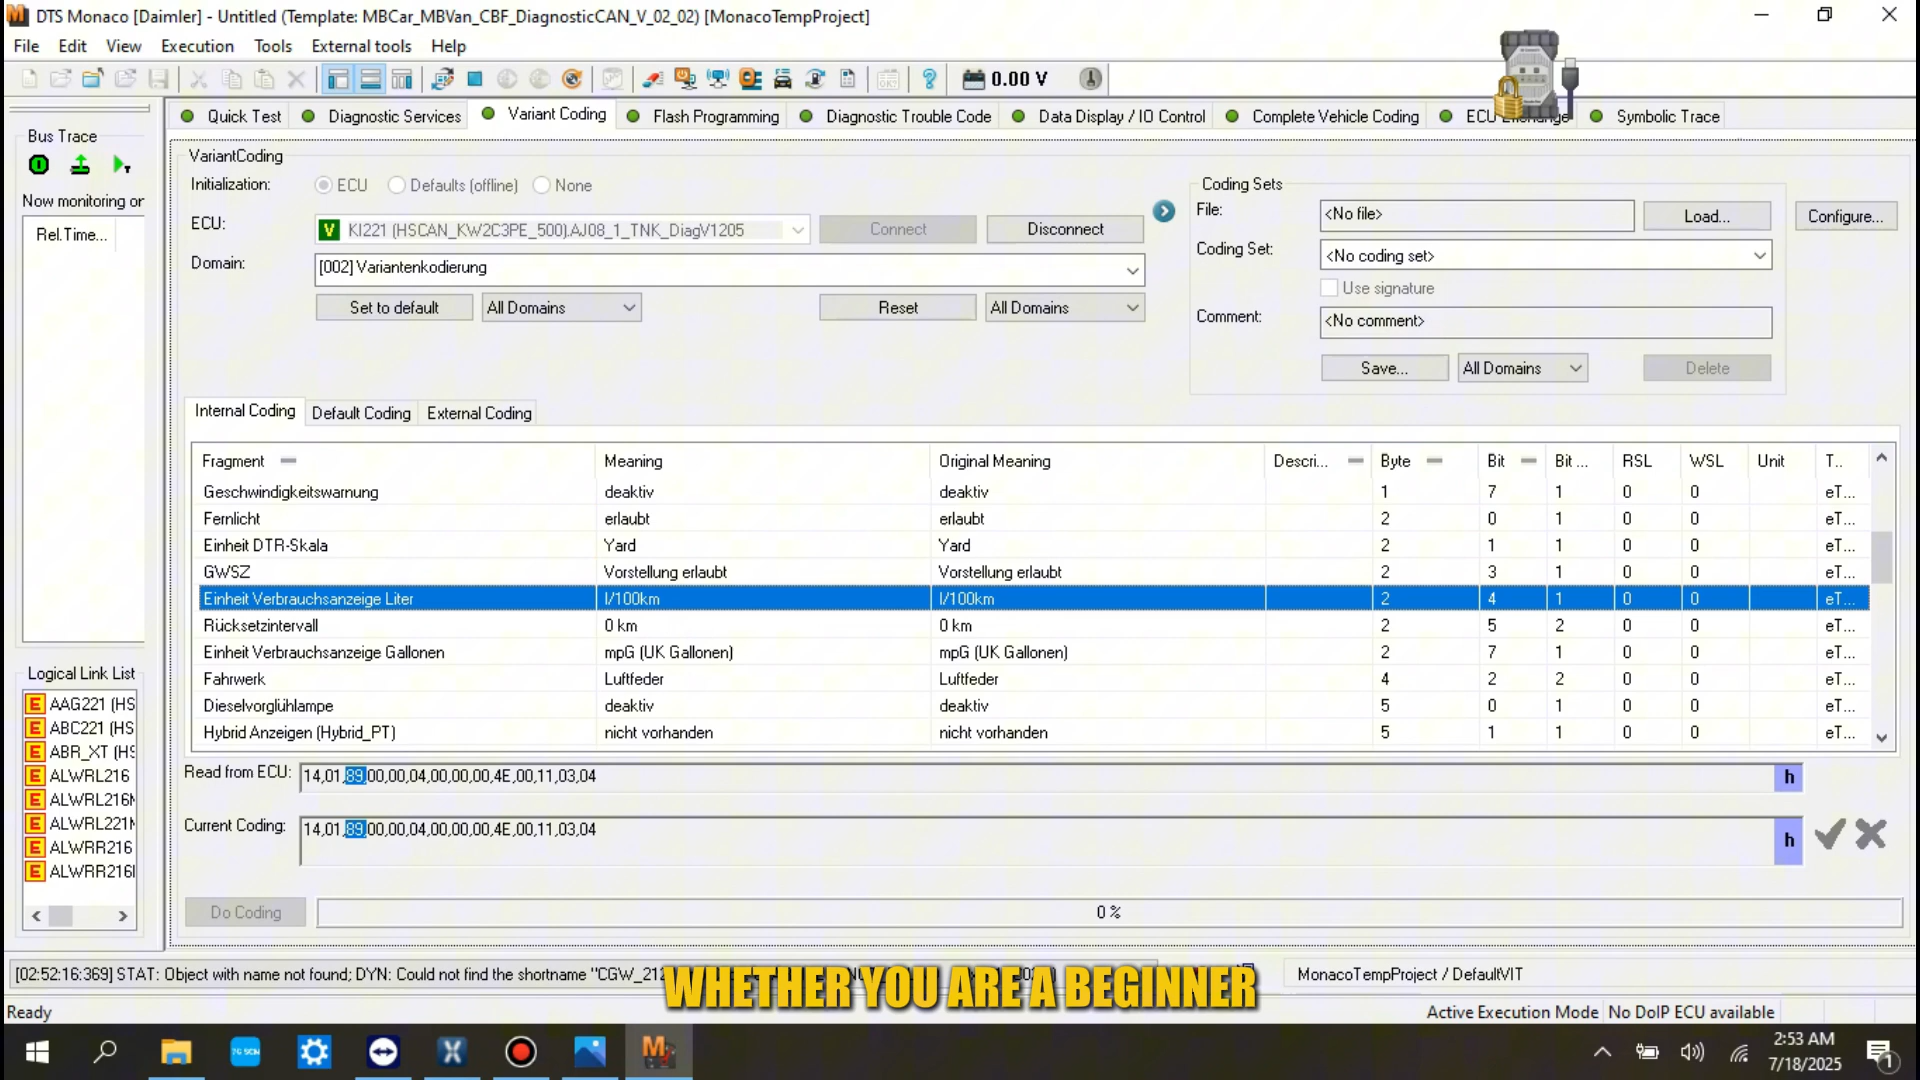 DTS Monaco [Daimler] - Untitled (Template: MBCar_MBVan_CBF_DiagnosticCAN_V_02_02) [MonacoTempProject]
File Edit View Execution Tools External tools Help
0.00 V
Quick Test Diagnostic Services Variant Coding Flash Programming Diagnostic Trouble Code Data Display / IO Control Complete Vehicle Coding ECU Exchange Symbolic Trace
Bus Trace
Now monitoring or
Rel.Time...
VariantCoding
Initialization: ECU Defaults (offline) None
ECU: V KI221 (HSCAN_KW2C3PE_500).AJ08_1_TNK_DiagV1205 Connect Disconnect
Domain: [002] Variantenkodierung
Set to default All Domains Reset All Domains
Coding Sets
File: <No file> Load... Configure...
Coding Set: <No coding set>
Use signature
Comment: <No comment>
Save... All Domains Delete
Internal Coding Default Coding External Coding
Fragment Meaning Original Meaning Descri... Byte Bit Bit ... RSL WSL Unit T..
Geschwindigkeitswarnung deaktiv deaktiv 1 7 1 0 0 eT...
Fernlicht erlaubt erlaubt 2 0 1 0 0 eT...
Einheit DTR-Skala Yard Yard 2 1 1 0 0 eT...
GWSZ Vorstellung erlaubt Vorstellung erlaubt 2 3 1 0 0 eT...
Einheit Verbrauchsanzeige Liter l/100km l/100km 2 4 1 0 0 eT...
Rücksetzintervall 0 km 0 km 2 5 2 0 0 eT...
Einheit Verbrauchsanzeige Gallonen mpG (UK Gallonen) mpG (UK Gallonen) 2 7 1 0 0 eT...
Fahrwerk Luftfeder Luftfeder 4 2 2 0 0 eT...
Dieselvorglühlampe deaktiv deaktiv 5 0 1 0 0 eT...
Hybrid Anzeigen (Hybrid_PT) nicht vorhanden nicht vorhanden 5 1 1 0 0 eT...
Read from ECU: 14,01,89,00,00,04,00,00,00,4E,00,11,03,04 h
Current Coding: 14,01,89,00,00,04,00,00,00,4E,00,11,03,04 h
Do Coding 0 %
Logical Link List
E AAG221 (HS
E ABC221 (HS
E ABR_XT (HS
E ALWRL216
E ALWRL216M
E ALWRL221M
E ALWRR216
E ALWRR216I
[02:52:16:369] STAT: Object with name not found; DYN: Could not find the shortname "CGW_212
MonacoTempProject / DefaultVIT
WHETHER YOU ARE A BEGINNER
Ready Active Execution Mode No DoIP ECU available
2:53 AM
7/18/2025
1